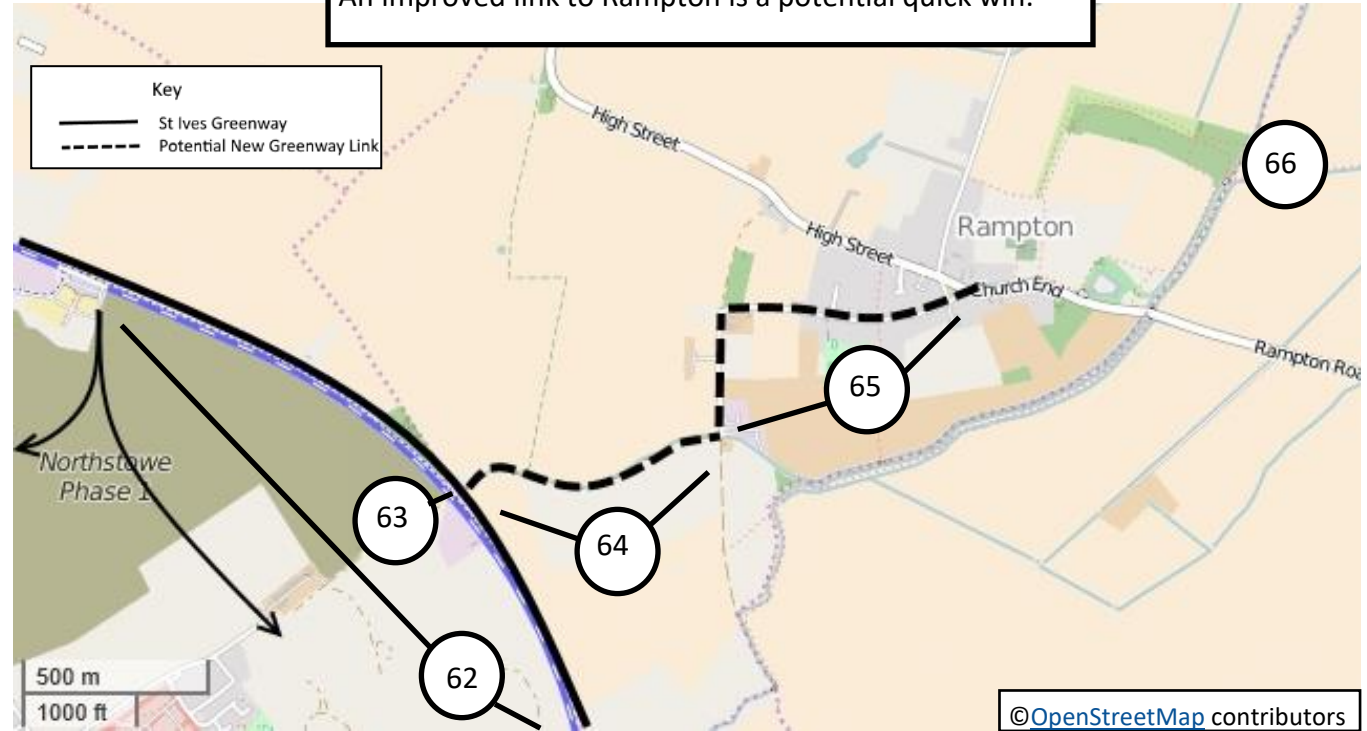 An improved link to Rampton is a potential quick win.
Key
St Ives Greenway
Potential New Greenway Link
High Street
66
Rampton
High Street
Church End
Rampton Roa
65
Northstowe
Phase 1
63
64
62
500 m
1000 ft
©OpenStreetMap contributors